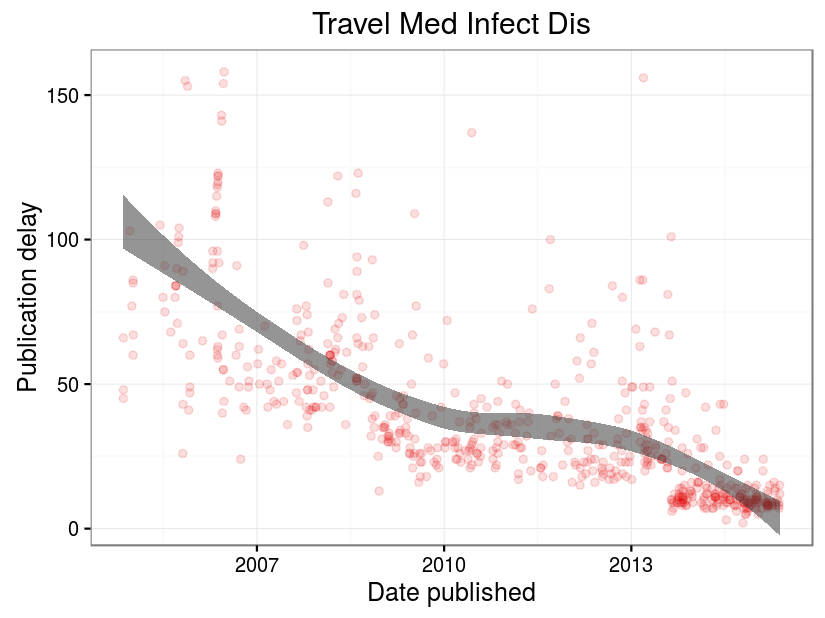 Travel Med Infect Dis
150
100
50
0
Publication delay
2007 2010 2013
Date published